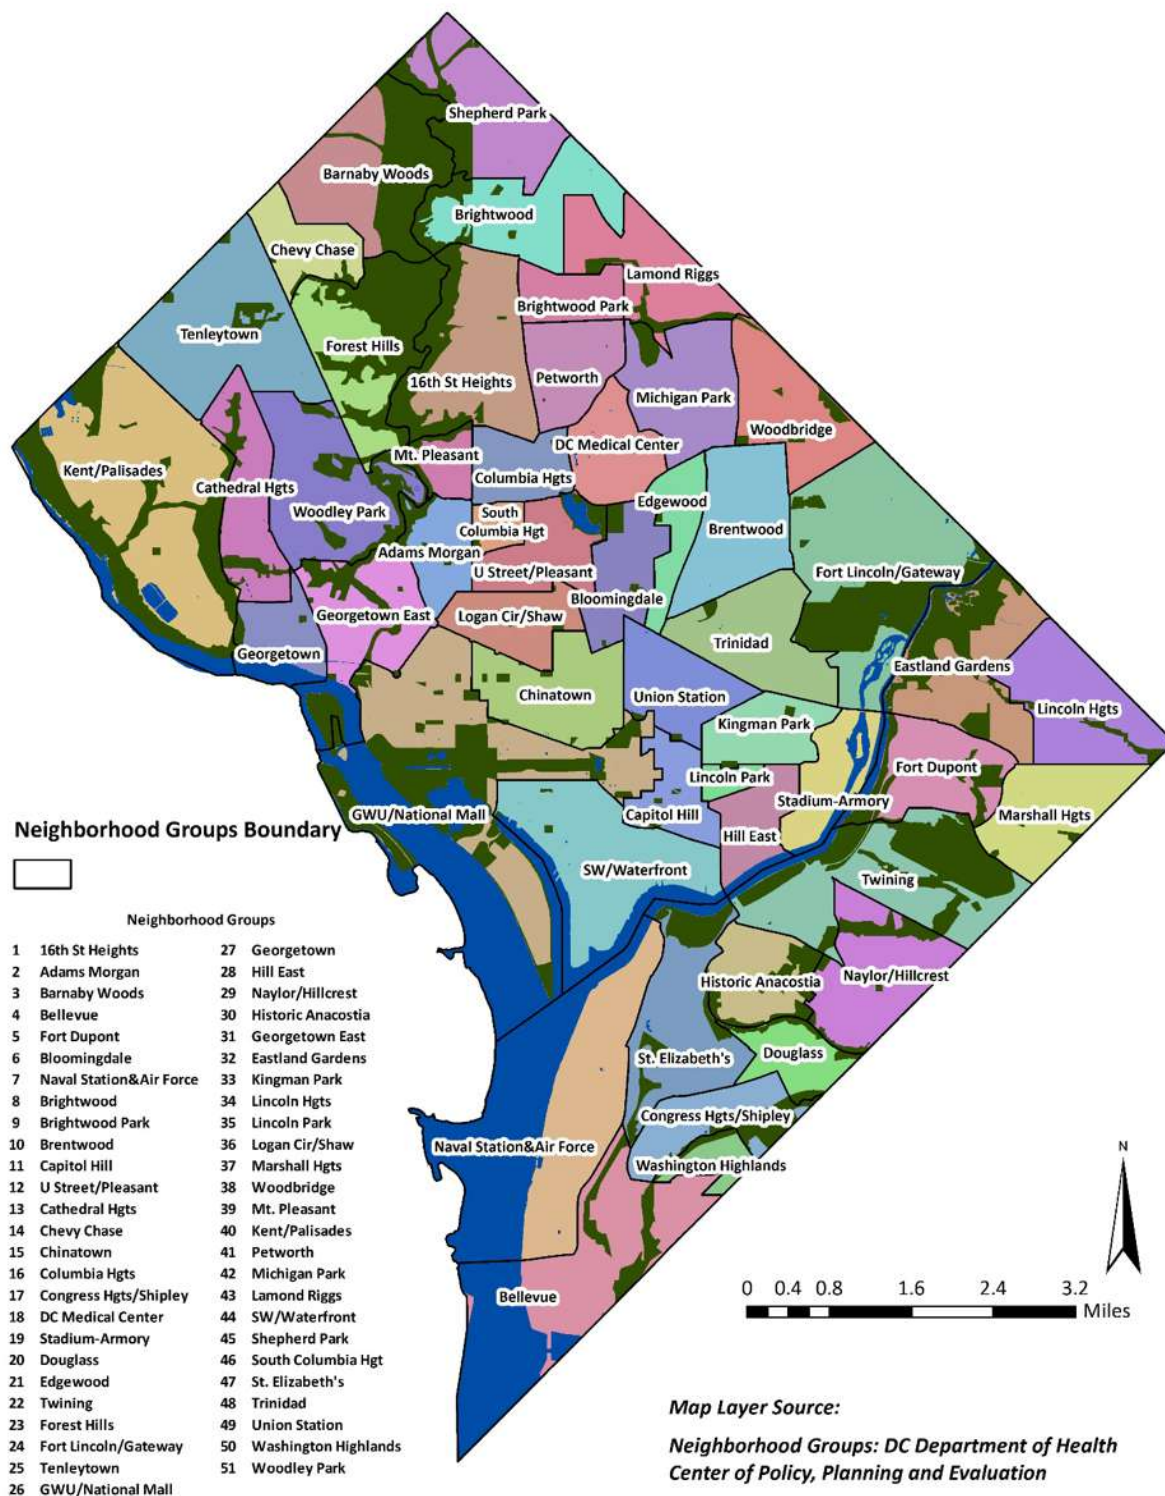 Shepherd Park
Barnaby Woods
Brightwood
Chevy Chase
Lamond Riggs
Brightwood Park
Tenleytown
Forest Hills
16th St Heights
Petworth
Michigan Park
Woodbridge
DC Medical Center
Mt. Pleasant
Kent/Palisades
Columbia Hgts
Cathedral Hgts
Edgewood
Woodley Park
South
Columbia Hgt
Brentwood
Adams Morgan
U Street/Pleasant
Fort Lincoln/Gateway
Bloomingdale
Georgetown East
Logan Cir/Shaw
Trinidad
Georgetown
Eastland Gardens
Chinatown
Union Station
Lincoln Hgts
Kingman Park
Fort Dupont
Lincoln Park
Stadium-Armory
GWU/National Mall
Capitol Hill
Marshall Hgts
Hill East
SW/Waterfront
Twining
Historic Anacostia
Naylor/Hillcrest
St. Elizabeth's
Douglass
Congress Hgts/Shipley
Naval Station&Air Force
Washington Highlands
Bellevue
Neighborhood Groups Boundary
Neighborhood Groups
1 16th St Heights
2 Adams Morgan
3 Barnaby Woods
4 Bellevue
5 Fort Dupont
6 Bloomingdale
7 Naval Station&Air Force
8 Brightwood
9 Brightwood Park
10 Brentwood
11 Capitol Hill
12 U Street/Pleasant
13 Cathedral Hgts
14 Chevy Chase
15 Chinatown
16 Columbia Hgts
17 Congress Hgts/Shipley
18 DC Medical Center
19 Stadium-Armory
20 Douglass
21 Edgewood
22 Twining
23 Forest Hills
24 Fort Lincoln/Gateway
25 Tenleytown
26 GWU/National Mall
27 Georgetown
28 Hill East
29 Naylor/Hillcrest
30 Historic Anacostia
31 Georgetown East
32 Eastland Gardens
33 Kingman Park
34 Lincoln Hgts
35 Lincoln Park
36 Logan Cir/Shaw
37 Marshall Hgts
38 Woodbridge
39 Mt. Pleasant
40 Kent/Palisades
41 Petworth
42 Michigan Park
43 Lamond Riggs
44 SW/Waterfront
45 Shepherd Park
46 South Columbia Hgt
47 St. Elizabeth's
48 Trinidad
49 Union Station
50 Washington Highlands
51 Woodley Park
N
0 0.4 0.8 1.6 2.4 3.2
Miles
Map Layer Source:
Neighborhood Groups: DC Department of Health
Center of Policy, Planning and Evaluation